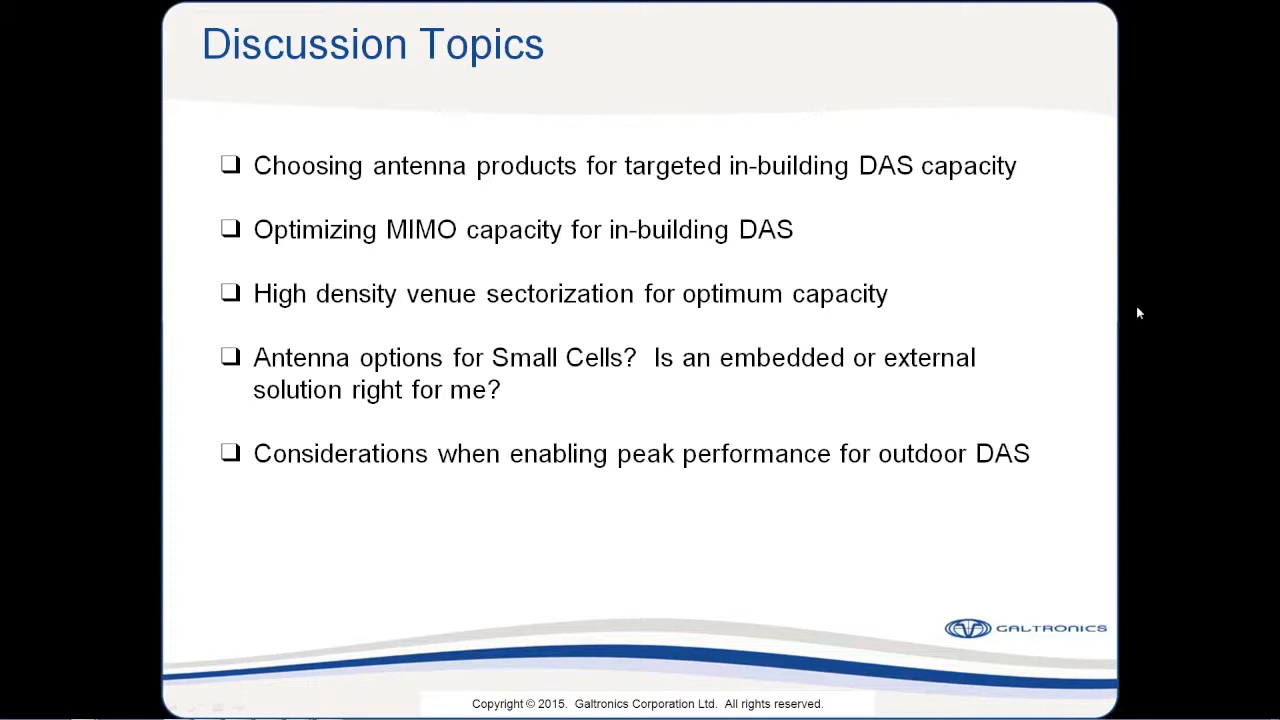 Discussion Topics
Choosing antenna products for targeted in-building DAS capacity
Optimizing MIMO capacity for in-building DAS
High density venue sectorization for optimum capacity
Antenna options for Small Cells?  Is an embedded or external
solution right for me?
Considerations when enabling peak performance for outdoor DAS
GALTRONICS
Copyright © 2015.  Galtronics Corporation Ltd.  All rights reserved.